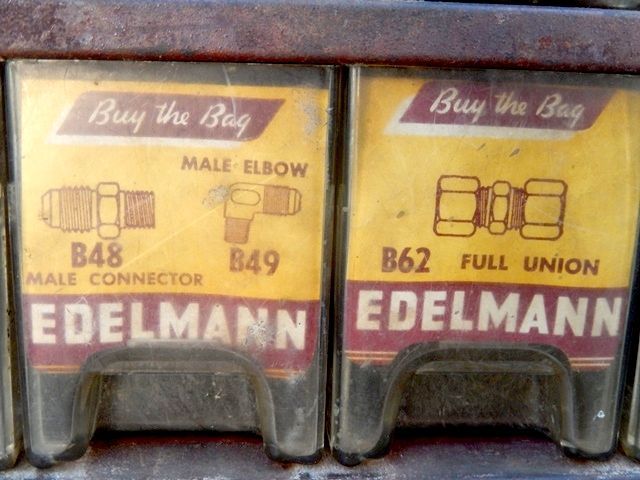 Buy the Bag
MALE ELBOW
B48
B49
MALE CONNECTOR
EDELMANN
Buy the Bag
B62 FULL UNION
EDELMANN